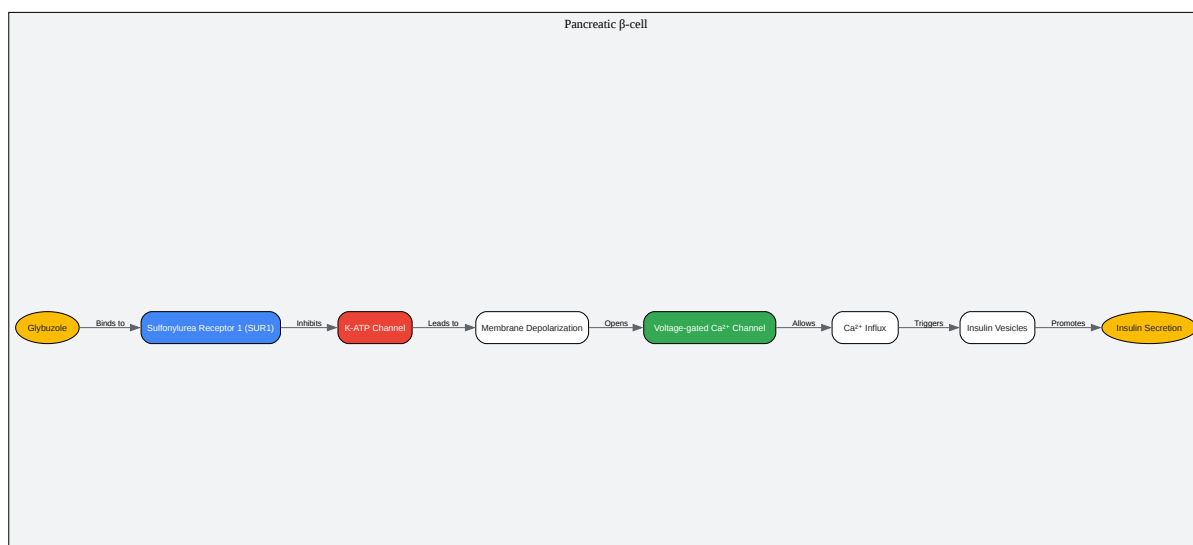 Pancreatic β-cell
Glybuzole
Binds to
Sulfonylurea Receptor 1 (SUR1)
Inhibits
K-ATP Channel
Leads to
Membrane Depolarization
Opens
Voltage-gated Ca²⁺ Channel
Allows
Ca²⁺ Influx
Triggers
Insulin Vesicles
Promotes
Insulin Secretion